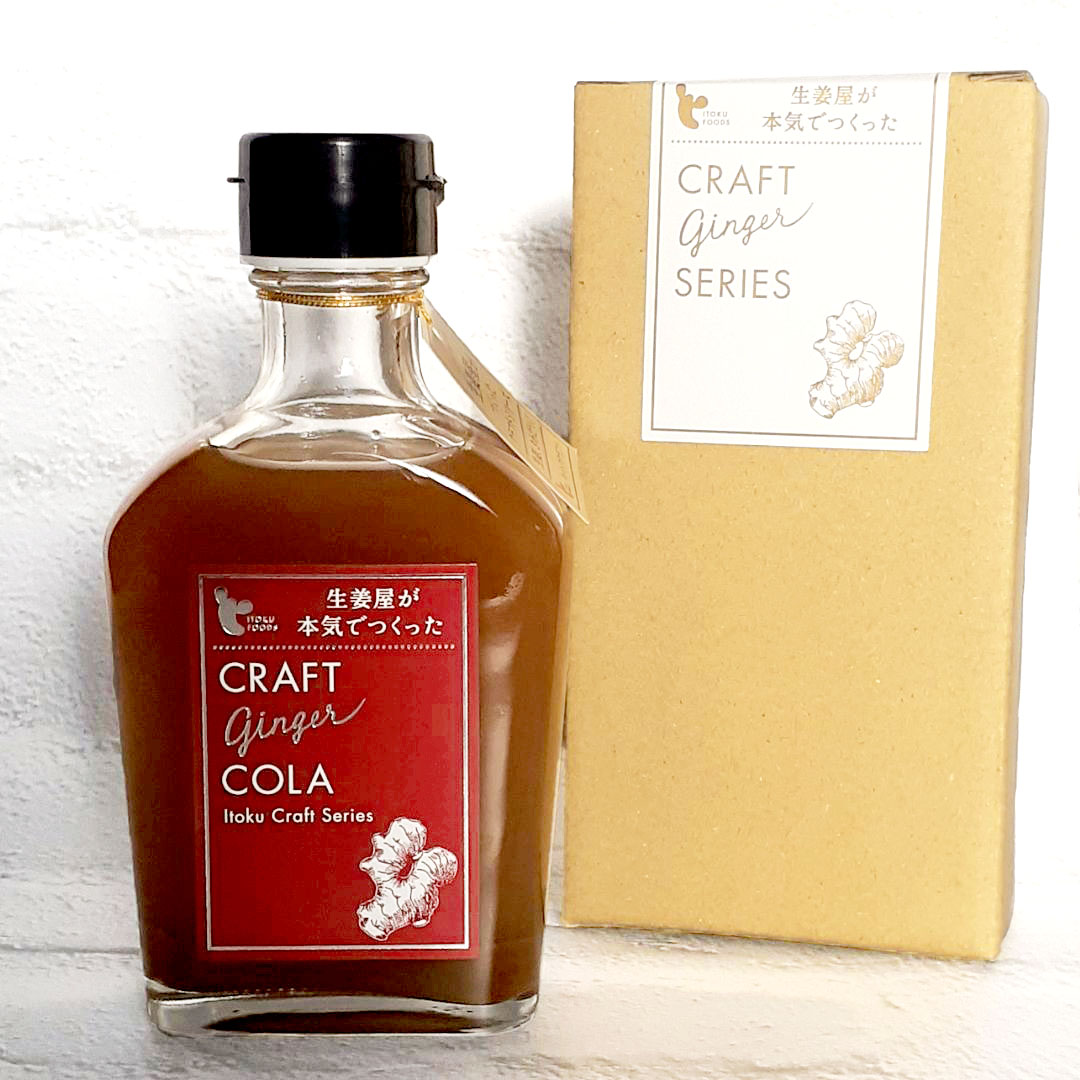 ITOKU
FOODS
生姜屋が
本気でつくった
CRAFT
Ginger
COLA
Itoku Craft Series
ITOKU
FOODS
生姜屋が
本気でつくった
CRAFT
Ginger
SERIES